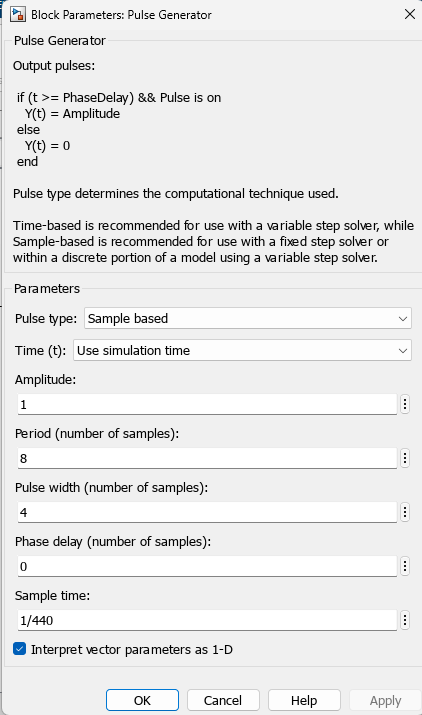 Block Parameters: Pulse Generator
Pulse Generator
Output pulses:
if (t >= PhaseDelay) && Pulse is on
Y(t) = Amplitude
else
Y(t) = 0
end
Pulse type determines the computational technique used.
Time-based is recommended for use with a variable step solver, while
Sample-based is recommended for use with a fixed step solver or
within a discrete portion of a model using a variable step solver.
Parameters
Pulse type: Sample based
Time (t): Use simulation time
Amplitude:
1
Period (number of samples):
8
Pulse width (number of samples):
4
Phase delay (number of samples):
0
Sample time:
1/440
Interpret vector parameters as 1-D
OK Cancel Help Apply